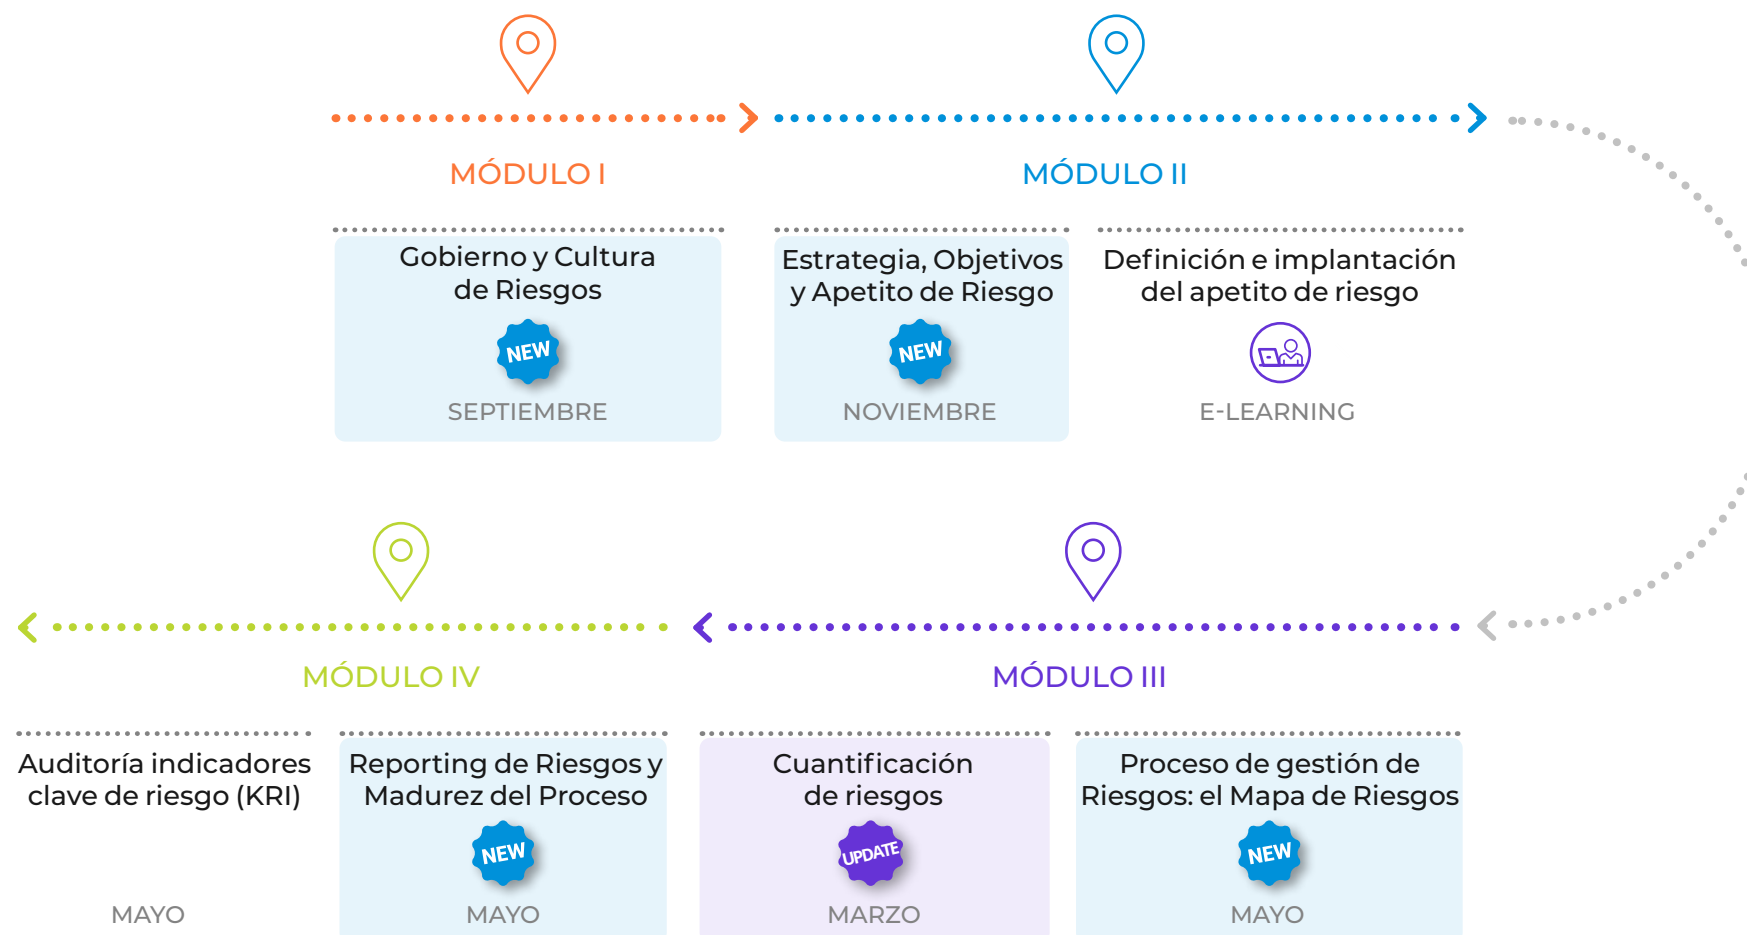 MÓDULO I
Gobierno y Cultura
de Riesgos
NEW
SEPTIEMBRE
MÓDULO II
Estrategia, Objetivos
y Apetito de Riesgo
NEW
NOVIEMBRE
Definición e implantación
del apetito de riesgo
E-LEARNING
MÓDULO IV
Auditoría indicadores
clave de riesgo (KRI)
MAYO
Reporting de Riesgos y
Madurez del Proceso
NEW
MAYO
MÓDULO III
Cuantificación
de riesgos
UPDATE
MARZO
Proceso de gestión de
Riesgos: el Mapa de Riesgos
NEW
MAYO